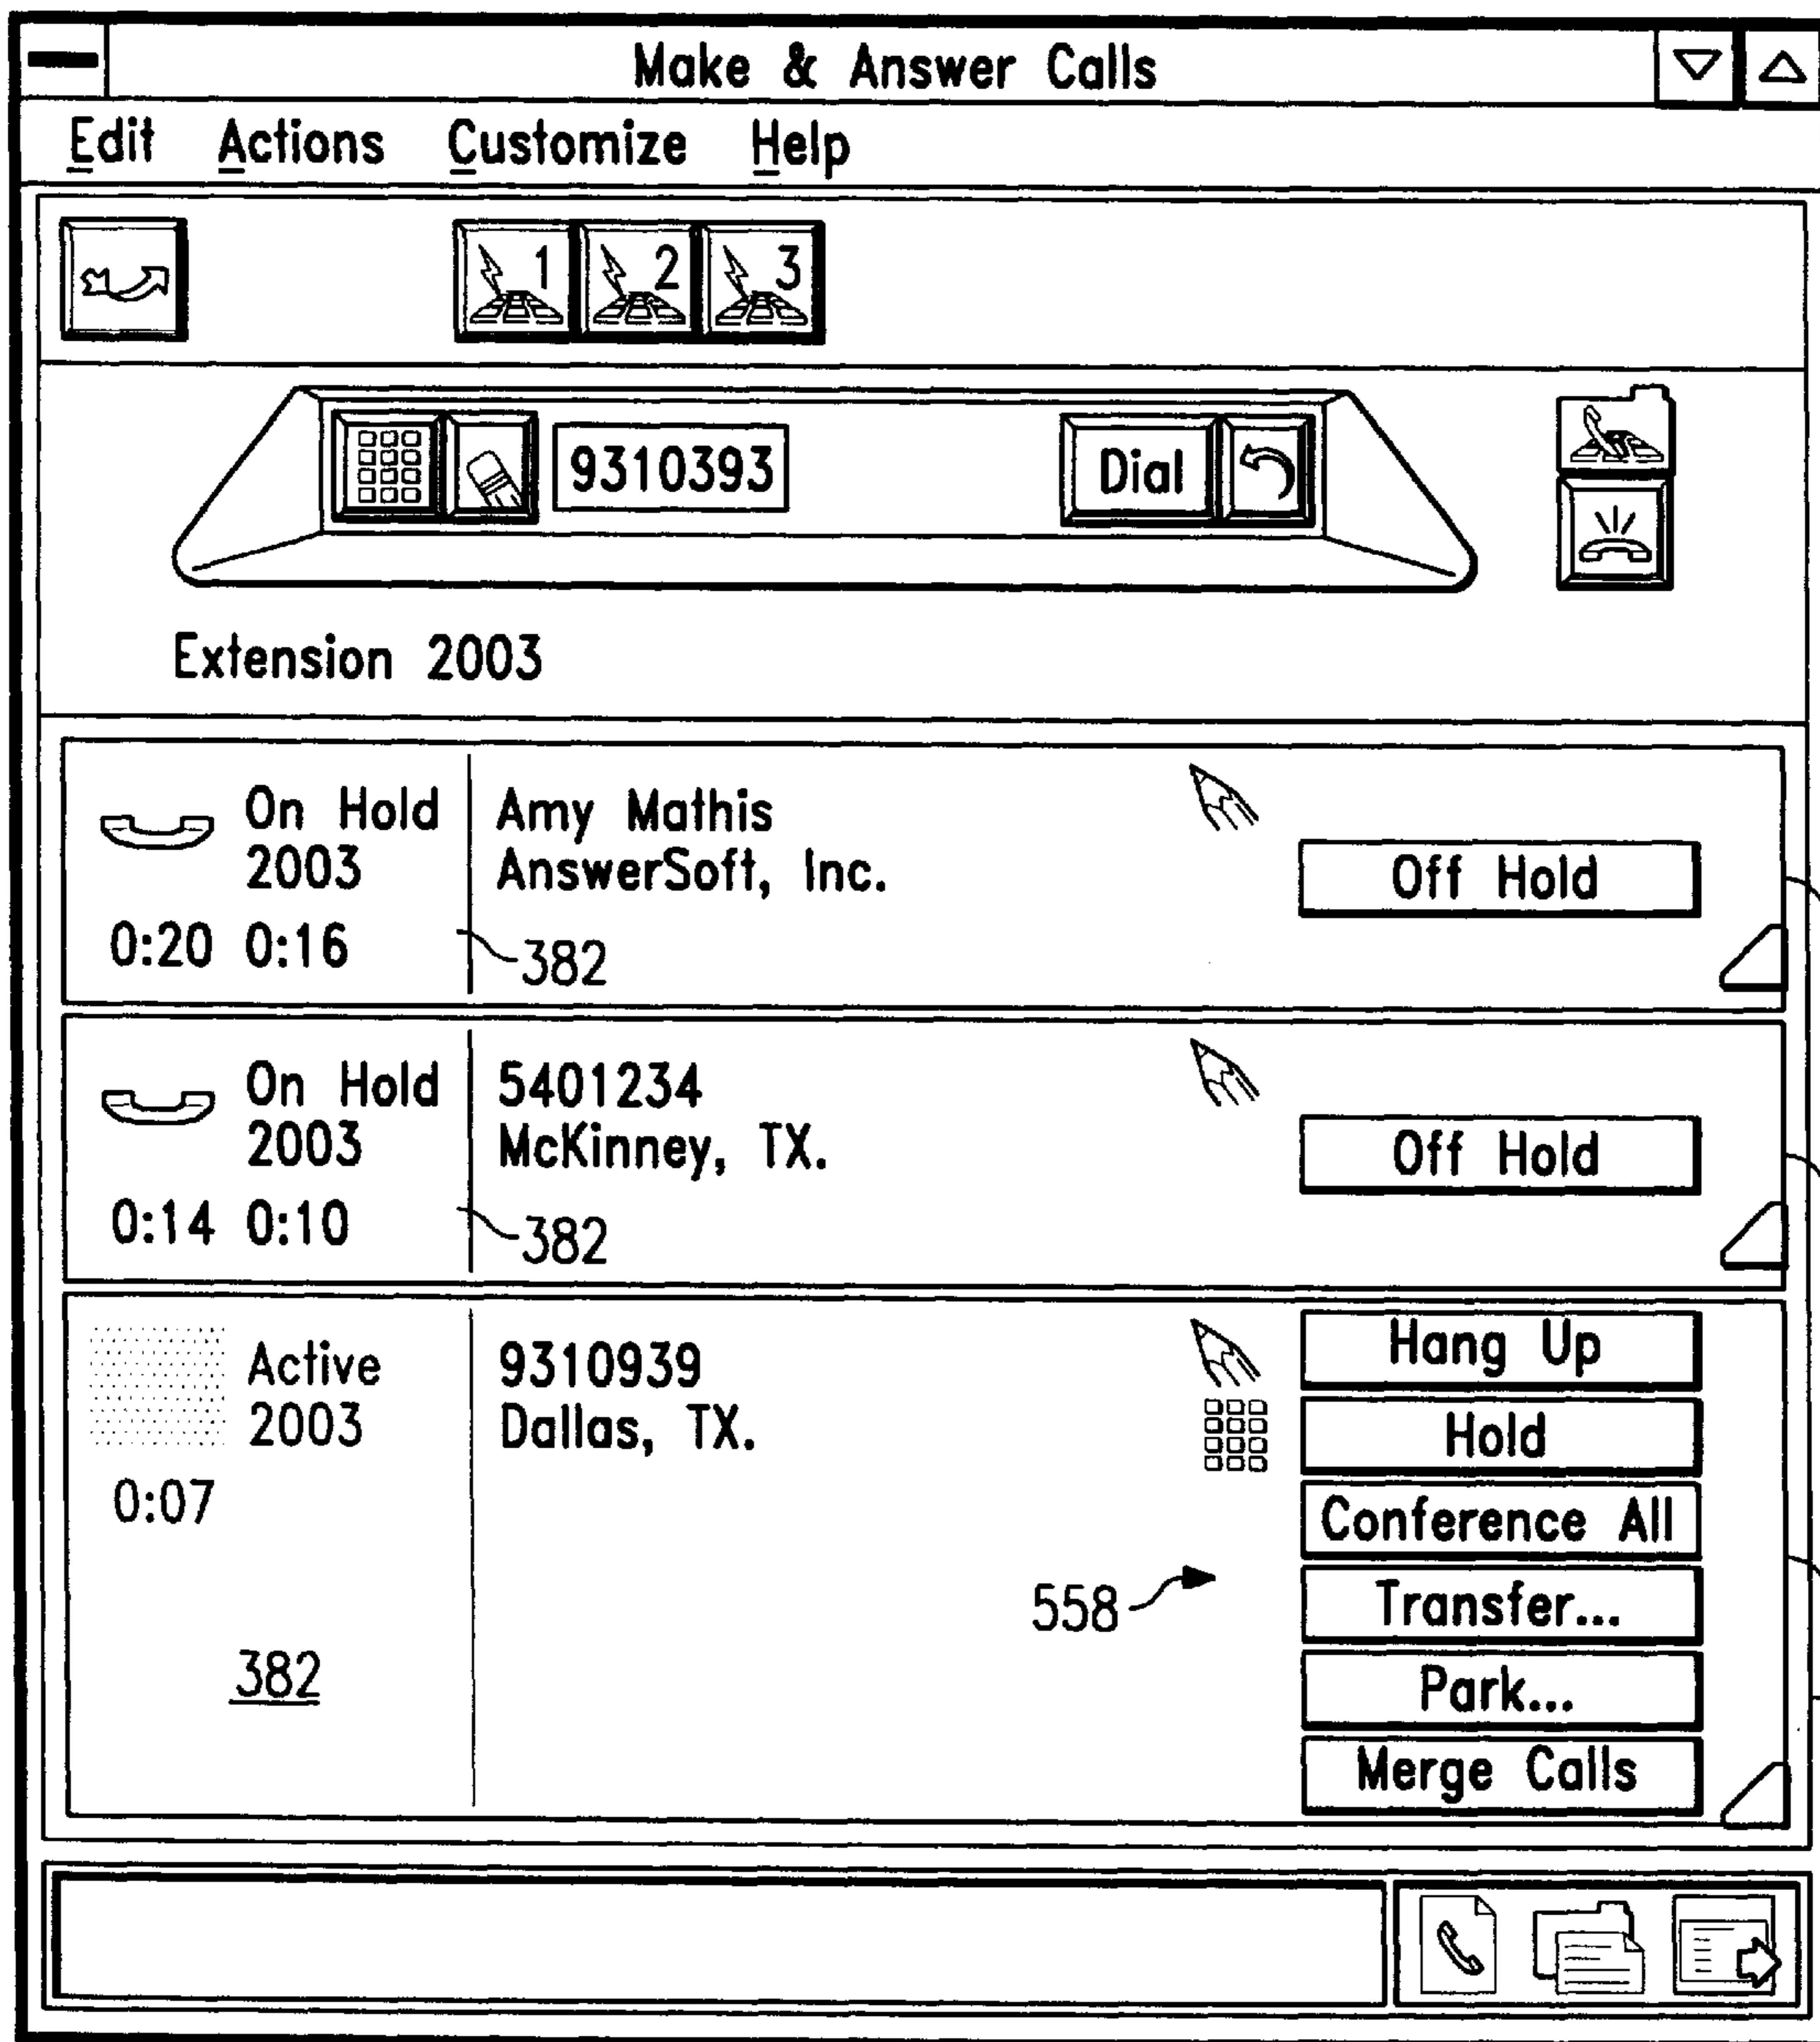 Make & Answer Calls
Edit Actions Customize Help
1 2 3
9310393 Dial
Extension 2003
On Hold Amy Mathis
2003 AnswerSoft, Inc.
Off Hold
0:20 0:16 382
On Hold 5401234
2003 McKinney, TX.
Off Hold
0:14 0:10 382
Active 9310939
2003 Dallas, TX.
0:07
382
558
Hang Up
Hold
Conference All
Transfer...
Park...
Merge Calls